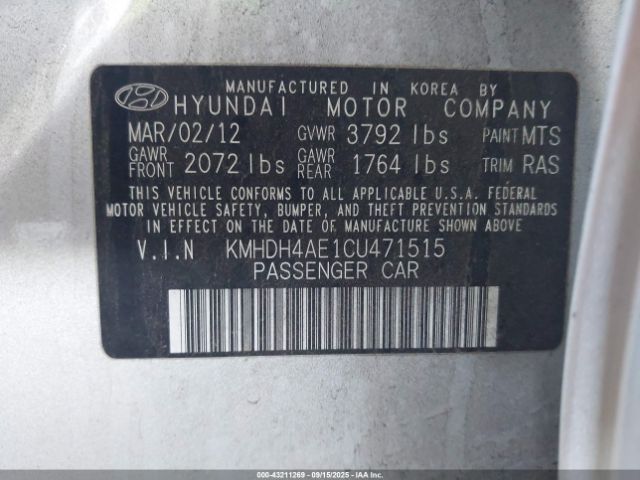 MANUFACTURED IN KOREA BY
HYUNDAI MOTOR COMPANY
MAR/02/12 GVWR 3792 lbs PAINT MTS
GAWR FRONT 2072 lbs GAWR REAR 1764 lbs TRIM RAS
THIS VEHICLE CONFORMS TO ALL APPLICABLE U.S.A. FEDERAL
MOTOR VEHICLE SAFETY, BUMPER, AND THEFT PREVENTION STANDARDS
IN EFFECT ON THE DATE OF MANUFACTURE SHOWN ABOVE.
V.I.N KMHDH4AE1CU471515
PASSENGER CAR
000-43211269 - 09/15/2025 - IAAI.COM